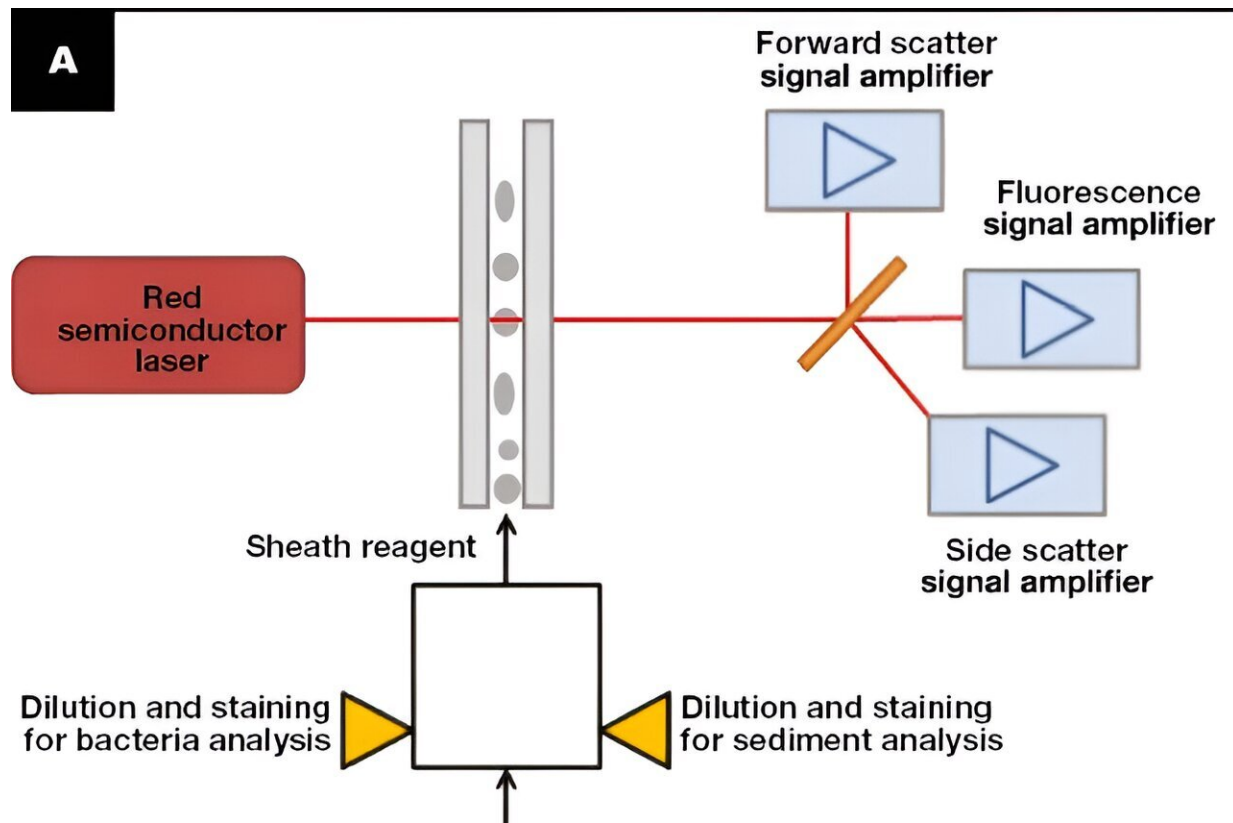 A
Forward scatter
signal amplifier
Fluorescence
signal amplifier
Red
semiconductor
laser
Sheath reagent
Side scatter
signal amplifier
Dilution and staining
for bacteria analysis
Dilution and staining
for sediment analysis